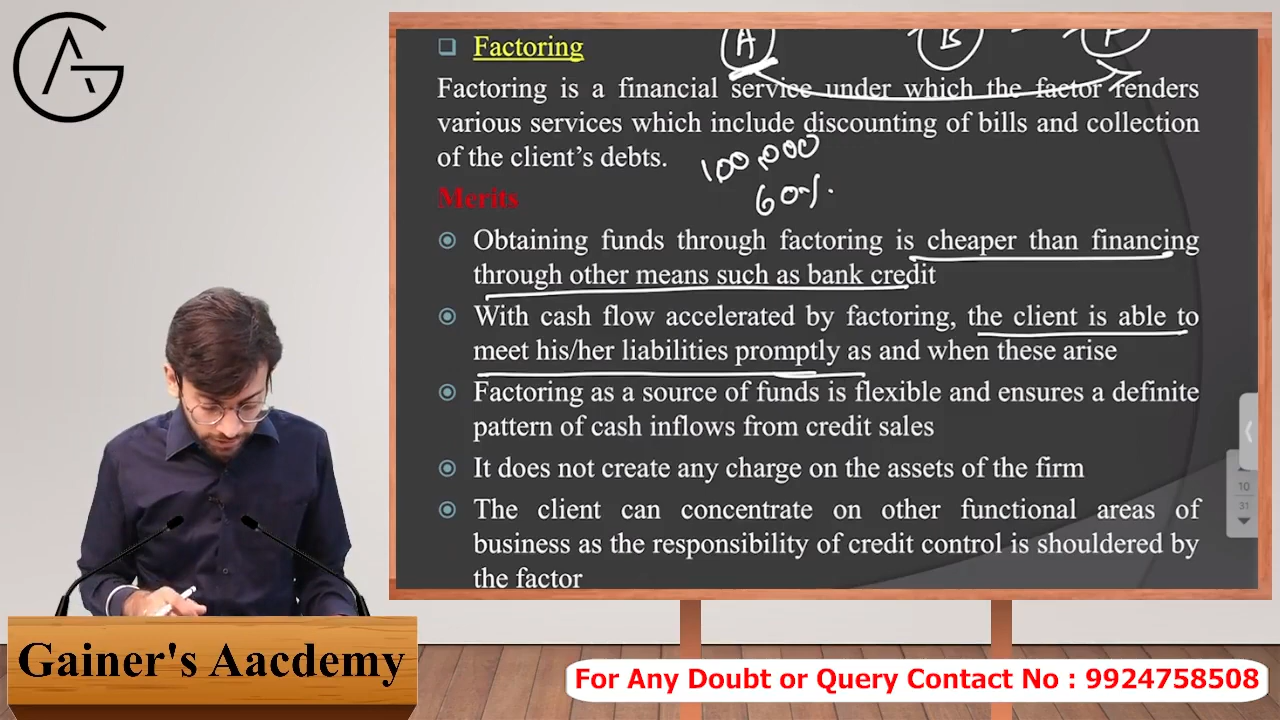 Factoring
A B F
Factoring is a financial service under which the factor renders
various services which include discounting of bills and collection
of the client's debts.
100,000
60%.
Merits
Obtaining funds through factoring is cheaper than financing
through other means such as bank credit
With cash flow accelerated by factoring, the client is able to
meet his/her liabilities promptly as and when these arise
Factoring as a source of funds is flexible and ensures a definite
pattern of cash inflows from credit sales
It does not create any charge on the assets of the firm
The client can concentrate on other functional areas of
business as the responsibility of credit control is shouldered by
the factor
10
31
Gainer's Aacdemy
For Any Doubt or Query Contact No : 9924758508